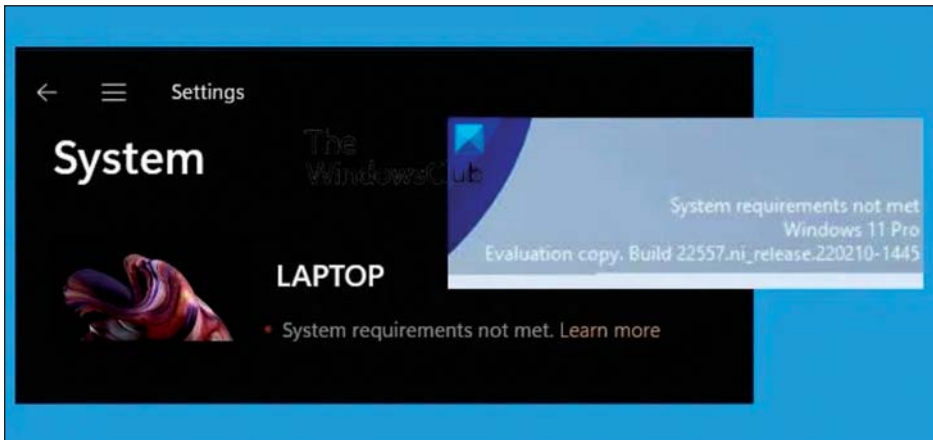 Settings
System
The
WindowsClub
LAPTOP
System requirements not met. Learn more
System requirements not met
Windows 11 Pro
Evaluation copy. Build 22557.ni_release.220210-1445